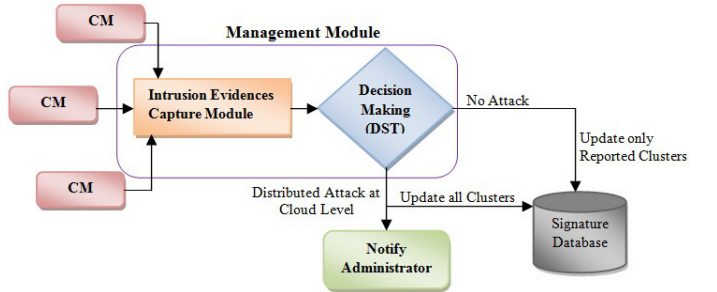 CM
Management Module
CM
Intrusion Evidences
Capture Module
Decision
Making
(DST)
No Attack
Update only
Reported Clusters
CM
Distributed Attack at
Cloud Level
Update all Clusters
Signature
Database
Notify
Administrator